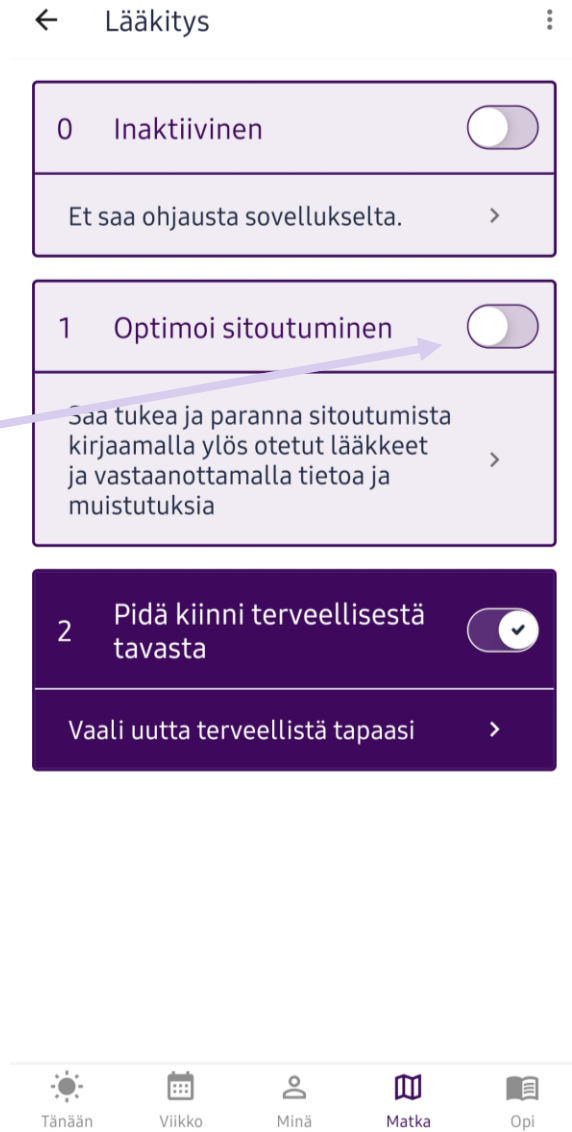 Lääkitys
0 Inaktiivinen
Et saa ohjausta sovellukselta.
1 Optimoi sitoutuminen
Saa tukea ja paranna sitoutumista
kirjaamalla ylös otetut lääkkeet
ja vastaanottamalla tietoa ja
muistutuksia
2 Pidä kiinni terveellisestä
tavasta
Vaali uutta terveellistä tapaasi
Tänään Viikko Minä Matka Opi